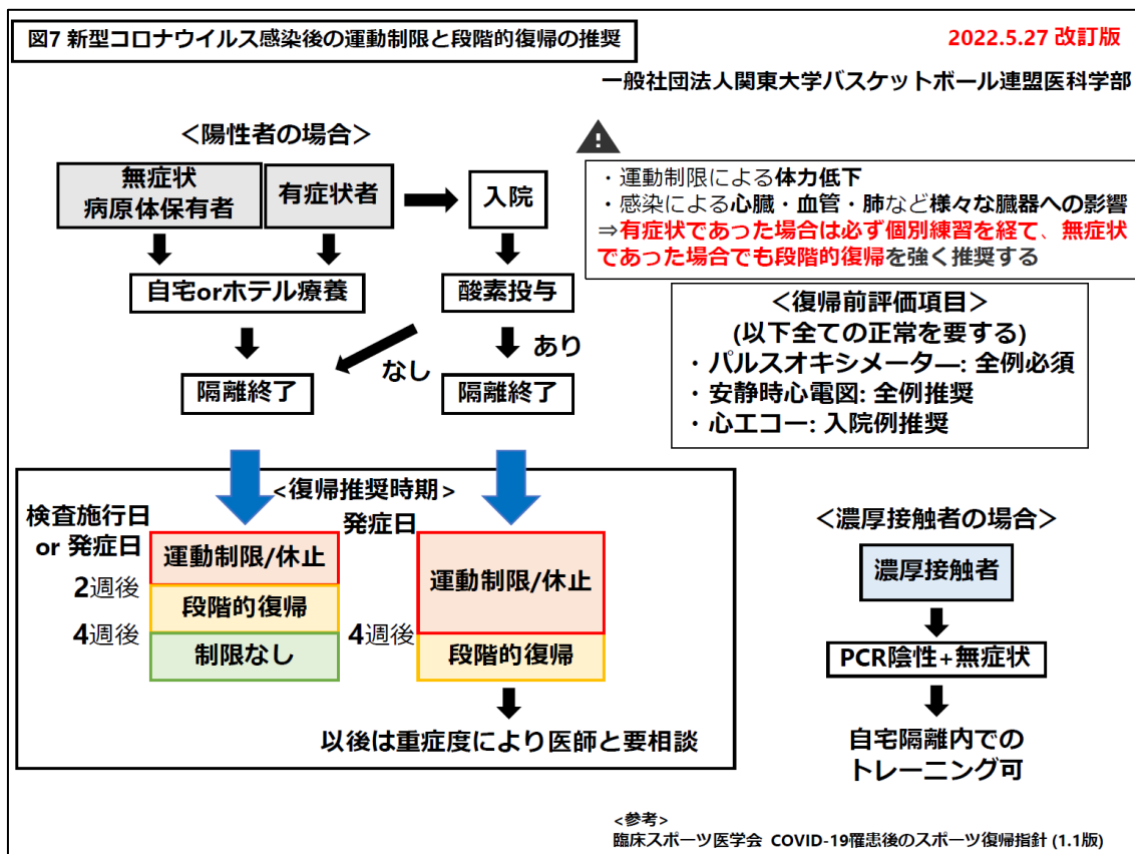 図7 新型コロナウイルス感染後の運動制限と段階的復帰の推奨
2022.5.27 改訂版
一般社団法人関東大学バスケットボール連盟医科学部
<陽性者の場合>
無症状
病原体保有者
有症状者
入院
自宅orホテル療養
酸素投与
なし
あり
隔離終了
隔離終了
・運動制限による体力低下
・感染による心臓・血管・肺など様々な臓器への影響
⇒有症状であった場合は必ず個別練習を経て、無症状
であった場合でも段階的復帰を強く推奨する
<復帰前評価項目>
(以下全ての正常を要する)
・パルスオキシメーター: 全例必須
・安静時心電図: 全例推奨
・心エコー: 入院例推奨
<復帰推奨時期>
検査施行日
or 発症日
2週後
4週後
運動制限/休止
段階的復帰
制限なし
発症日
4週後
運動制限/休止
段階的復帰
以後は重症度により医師と要相談
<濃厚接触者の場合>
濃厚接触者
PCR陰性+無症状
自宅隔離内での
トレーニング可
<参考>
臨床スポーツ医学会 COVID-19罹患後のスポーツ復帰指針 (1.1版)